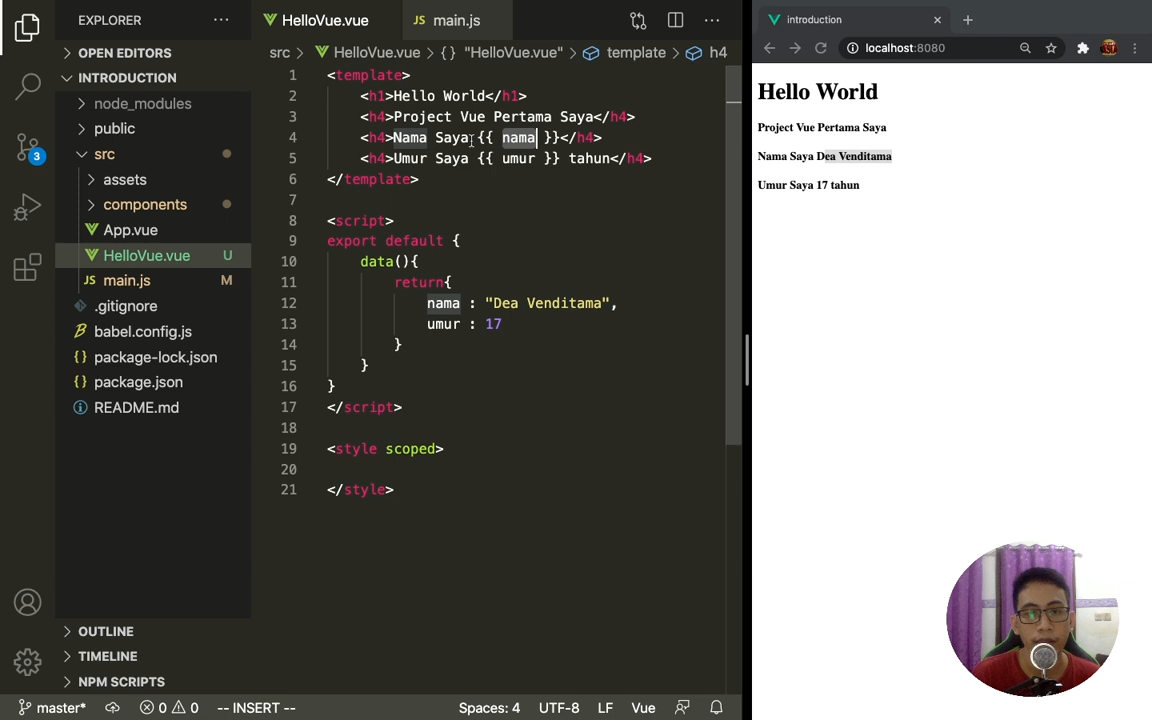 EXPLORER
OPEN EDITORS
INTRODUCTION
node_modules
public
src
assets
components
App.vue
HelloVue.vue U
JS main.js M
.gitignore
babel.config.js
{} package-lock.json
{} package.json
README.md
OUTLINE
TIMELINE
NPM SCRIPTS
3
HelloVue.vue
JS main.js
src > HelloVue.vue > {} "HelloVue.vue" > template > h4
1 <template>
2 <h1>Hello World</h1>
3 <h4>Project Vue Pertama Saya</h4>
4 <h4>Nama Saya {{ nama }}</h4>
5 <h4>Umur Saya {{ umur }} tahun</h4>
6 </template>
7
8 <script>
9 export default {
10 data(){
11 return{
12 nama : "Dea Venditama",
13 umur : 17
14 }
15 }
16 }
17 </script>
18
19 <style scoped>
20
21 </style>
master* 0 0 -- INSERT -- Spaces: 4 UTF-8 LF Vue
introduction
localhost:8080
Hello World
Project Vue Pertama Saya
Nama Saya Dea Venditama
Umur Saya 17 tahun